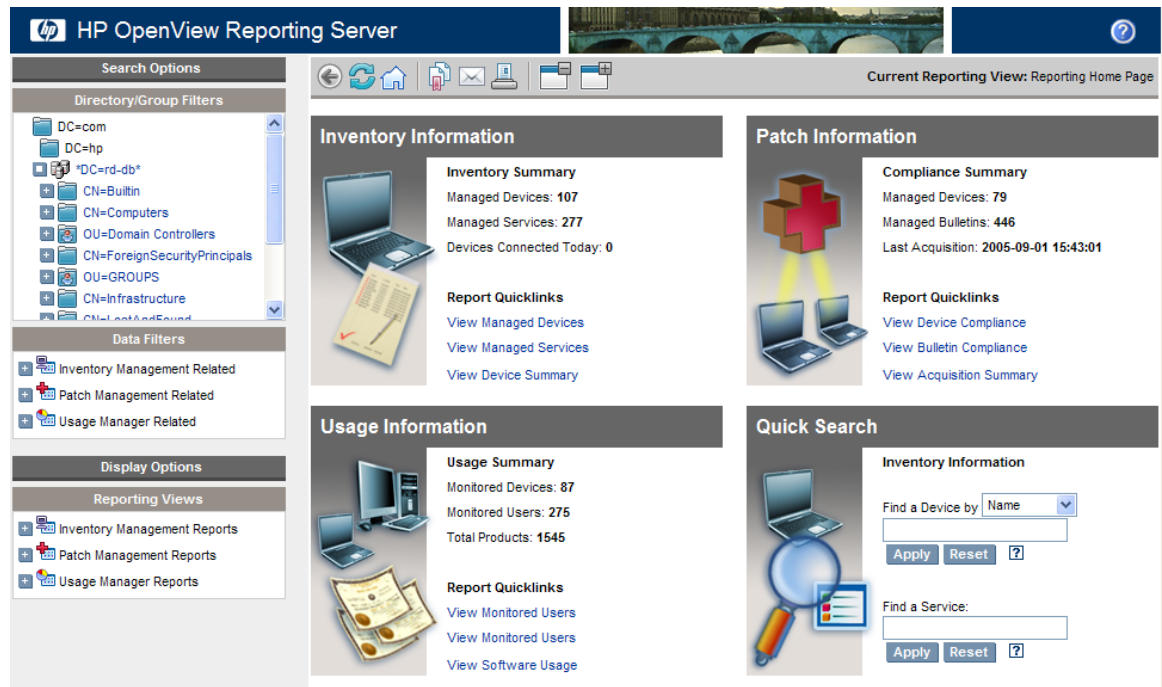 hp HP OpenView Reporting Server
?
Search Options
Directory/Group Filters
DC=com
DC=hp
*DC=rd-db*
CN=Builtin
CN=Computers
OU=Domain Controllers
CN=ForeignSecurityPrincipals
OU=GROUPS
CN=Infrastructure
CN=LostAndFound
Data Filters
Inventory Management Related
Patch Management Related
Usage Manager Related
Display Options
Reporting Views
Inventory Management Reports
Patch Management Reports
Usage Manager Reports
Current Reporting View: Reporting Home Page
Inventory Information
Inventory Summary
Managed Devices: 107
Managed Services: 277
Devices Connected Today: 0
Report Quicklinks
View Managed Devices
View Managed Services
View Device Summary
Patch Information
Compliance Summary
Managed Devices: 79
Managed Bulletins: 446
Last Acquisition: 2005-09-01 15:43:01
Report Quicklinks
View Device Compliance
View Bulletin Compliance
View Acquisition Summary
Usage Information
Usage Summary
Monitored Devices: 87
Monitored Users: 275
Total Products: 1545
Report Quicklinks
View Monitored Users
View Monitored Users
View Software Usage
Quick Search
Inventory Information
Find a Device by Name
Apply Reset ?
Find a Service:
Apply Reset ?